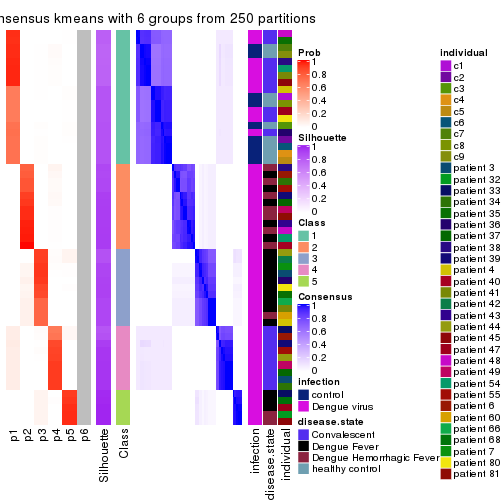 nsensus kmeans with 6 groups from 250 partitions
p1
p2
p3
p4
p5
p6
Silhouette
Class
infection
disease.state
individual
Prob
1
0.8
0.6
0.4
0.2
0
Silhouette
1
0.8
0.6
0.4
0.2
0
Class
1
2
3
4
5
Consensus
1
0.8
0.6
0.4
0.2
0
infection
control
Dengue virus
disease.state
Convalescent
Dengue Fever
Dengue Hemorrhagic Fever
healthy control
individual
c1
c2
c3
c4
c5
c6
c7
c8
c9
patient 3
patient 32
patient 33
patient 34
patient 35
patient 36
patient 37
patient 38
patient 39
patient 4
patient 40
patient 41
patient 42
patient 43
patient 44
patient 45
patient 47
patient 48
patient 49
patient 54
patient 55
patient 6
patient 60
patient 66
patient 68
patient 7
patient 80
patient 81